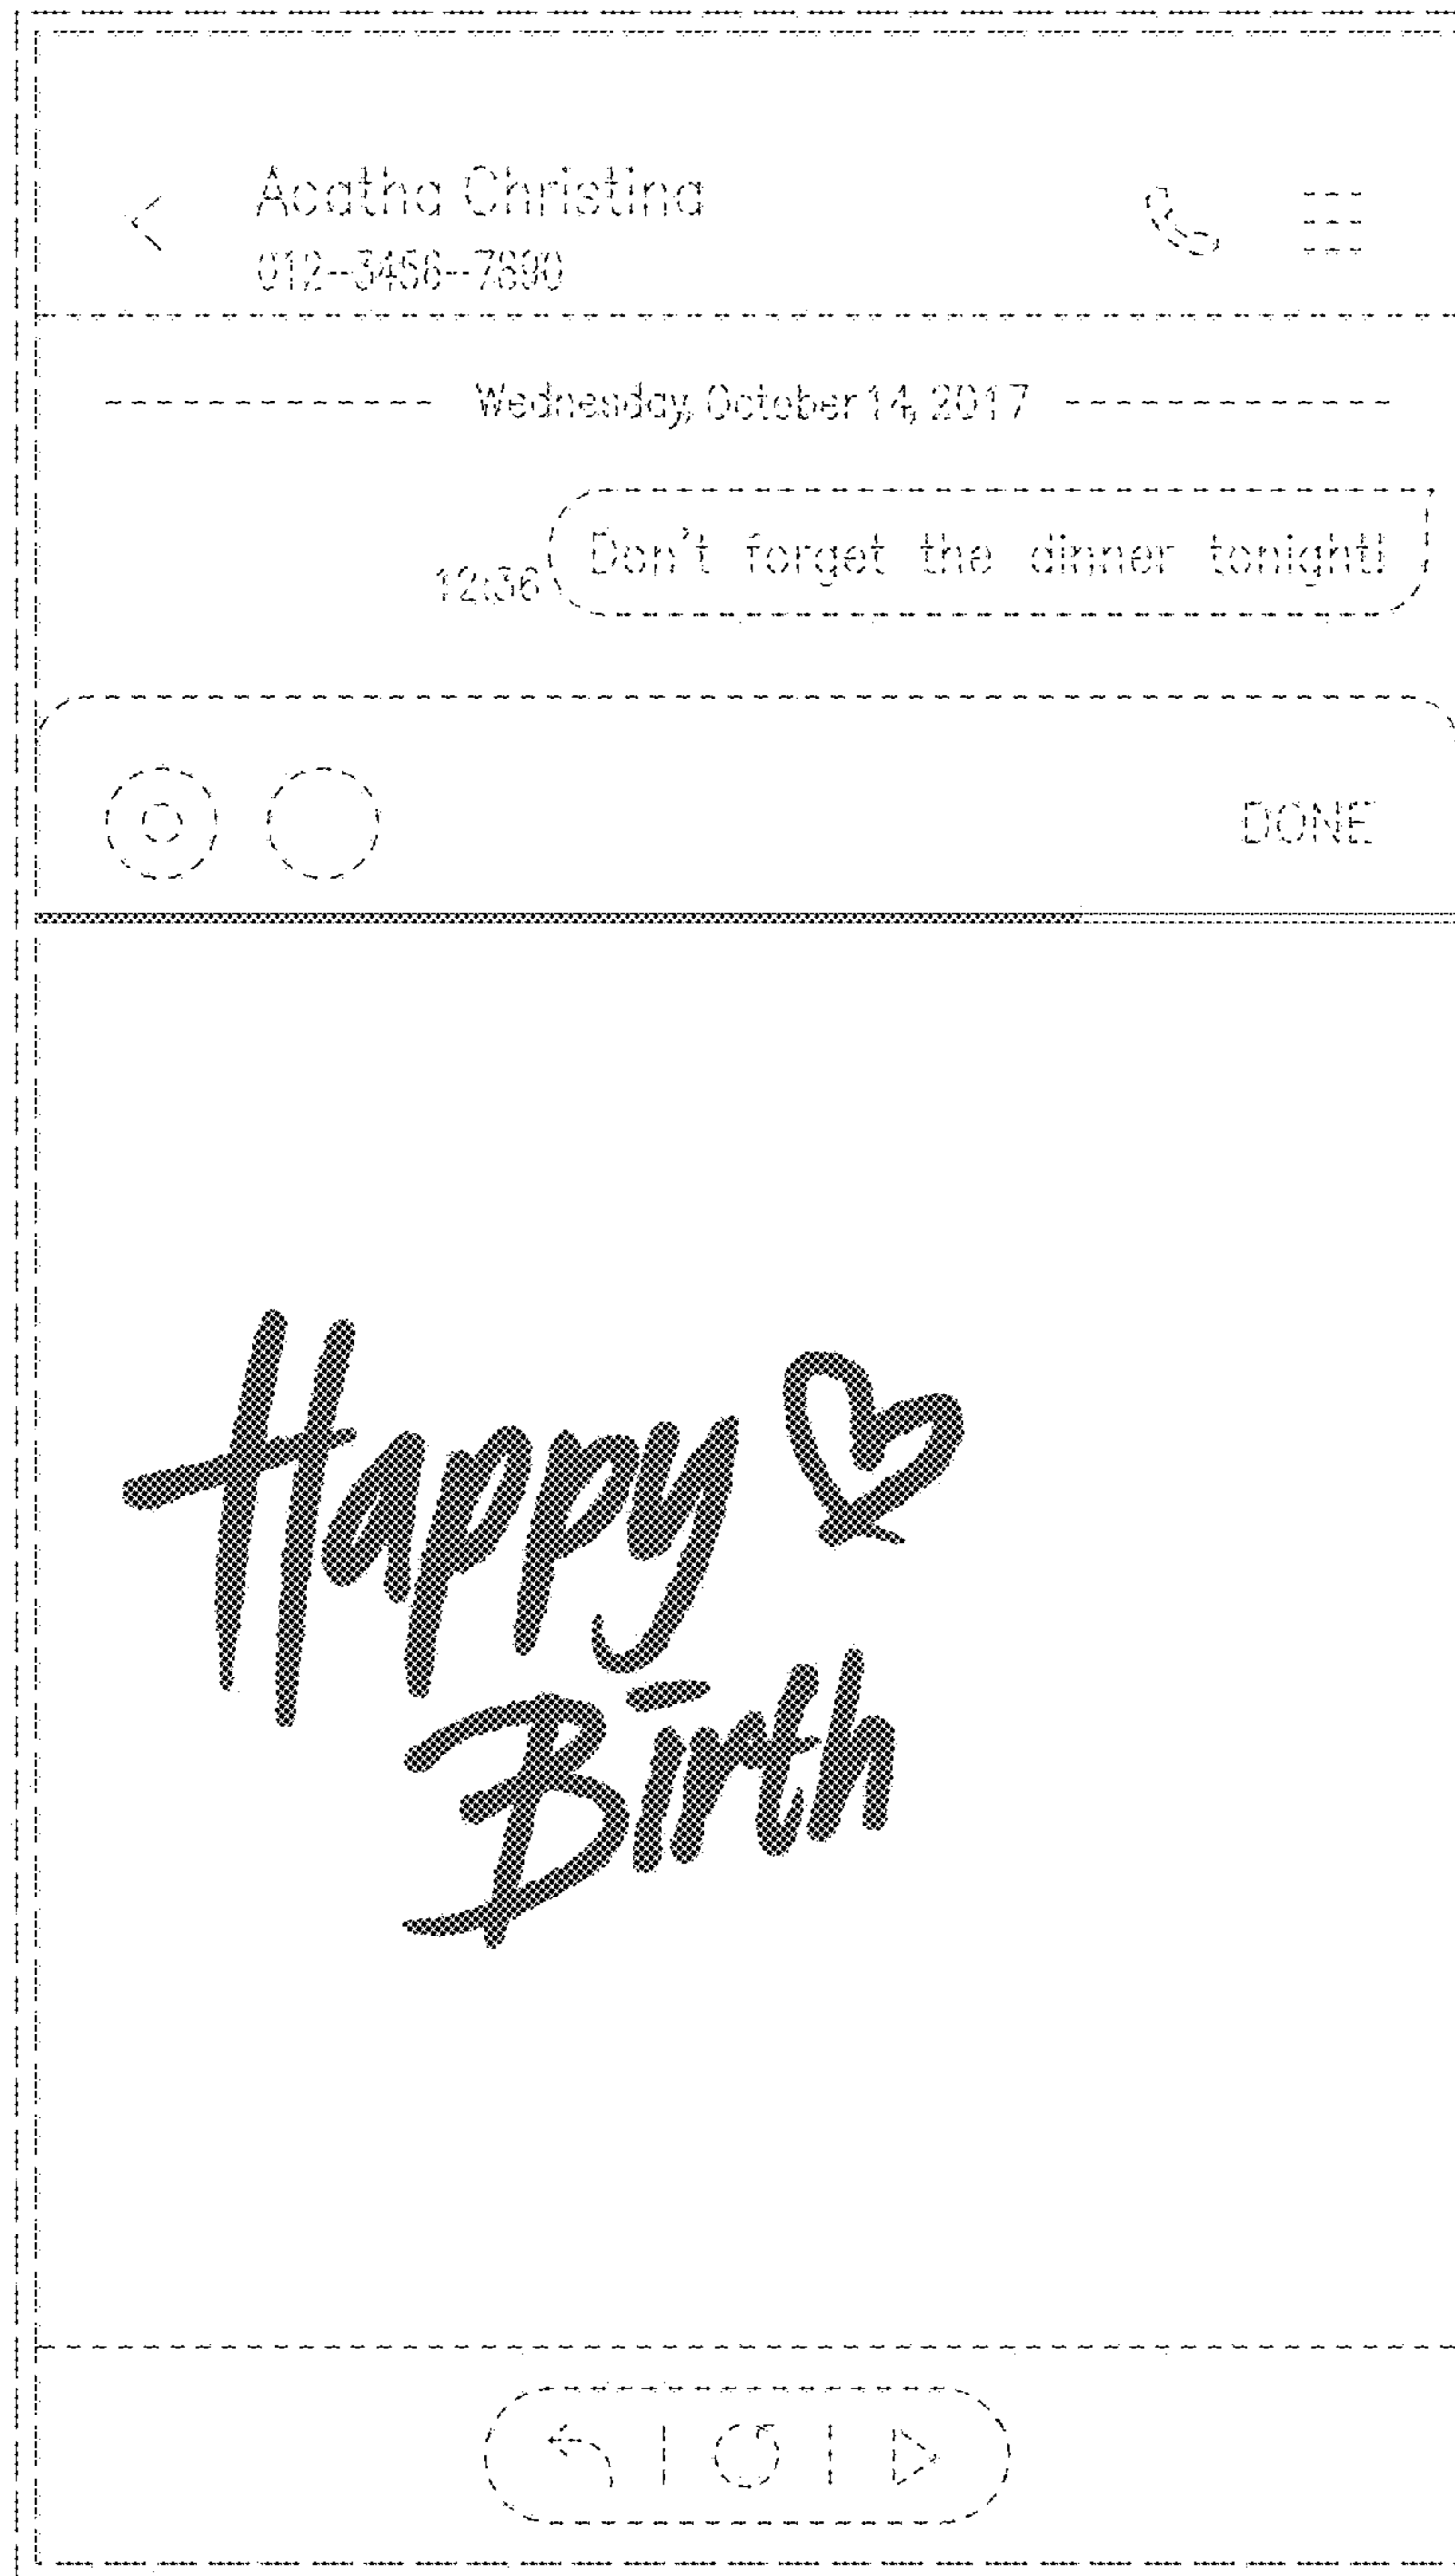 Acatha Christina
012-3456-7890
Wednesday, October 14, 2017
Don't forget the dinner tonight!
12:36
DONE
Happy
Birth